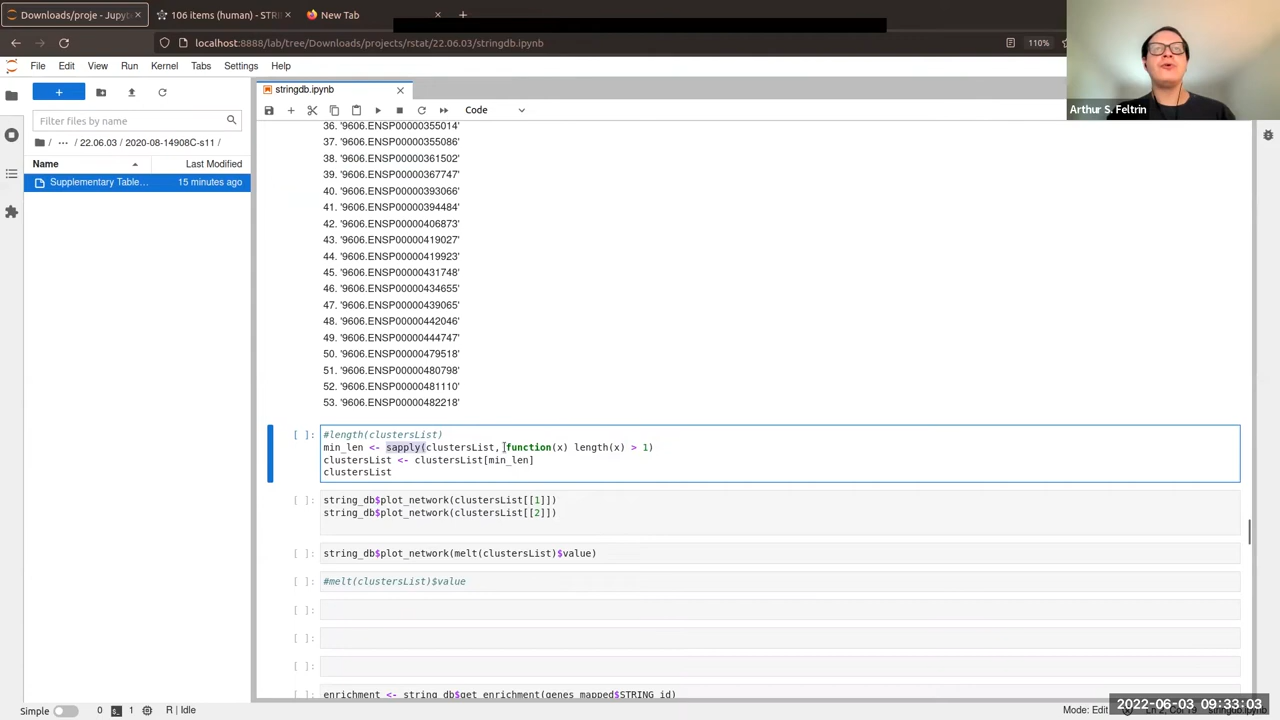 Downloads/proje - Jupyte
106 items (human) - STRI
New Tab
localhost:8888/lab/tree/Downloads/projects/rstat/22.06.03/stringdb.ipynb
110%
File Edit View Run Kernel Tabs Settings Help
Arthur S. Feltrin
stringdb.ipynb
Code
Filter files by name
/ ··· / 22.06.03 / 2020-08-14908C-s11 /
Name Last Modified
Supplementary Table... 15 minutes ago
36. '9606.ENSP00000355014'
37. '9606.ENSP00000355086'
38. '9606.ENSP00000361502'
39. '9606.ENSP00000367747'
40. '9606.ENSP00000393066'
41. '9606.ENSP00000394484'
42. '9606.ENSP00000406873'
43. '9606.ENSP00000419027'
44. '9606.ENSP00000419923'
45. '9606.ENSP00000431748'
46. '9606.ENSP00000434655'
47. '9606.ENSP00000439065'
48. '9606.ENSP00000442046'
49. '9606.ENSP00000444747'
50. '9606.ENSP00000479518'
51. '9606.ENSP00000480798'
52. '9606.ENSP00000481110'
53. '9606.ENSP00000482218'
[ ]: #length(clustersList)
min_len <- sapply(clustersList, function(x) length(x) > 1)
clustersList <- clustersList[min_len]
clustersList
[ ]: string_db$plot_network(clustersList[[1]])
string_db$plot_network(clustersList[[2]])
[ ]: string_db$plot_network(melt(clustersList)$value)
[ ]: #melt(clustersList)$value
[ ]:
[ ]:
[ ]:
[ ]: enrichment <- string_db$get_enrichment(genes_mapped$STRING_id)
Simple 0 1 R | Idle
Mode: Edit
2022-06-03 09:33:03